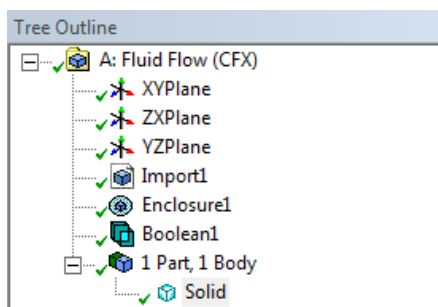 Tree Outline
A: Fluid Flow (CFX)
XYPlane
ZXPlane
YZPlane
Import1
Enclosure1
Boolean1
1 Part, 1 Body
Solid